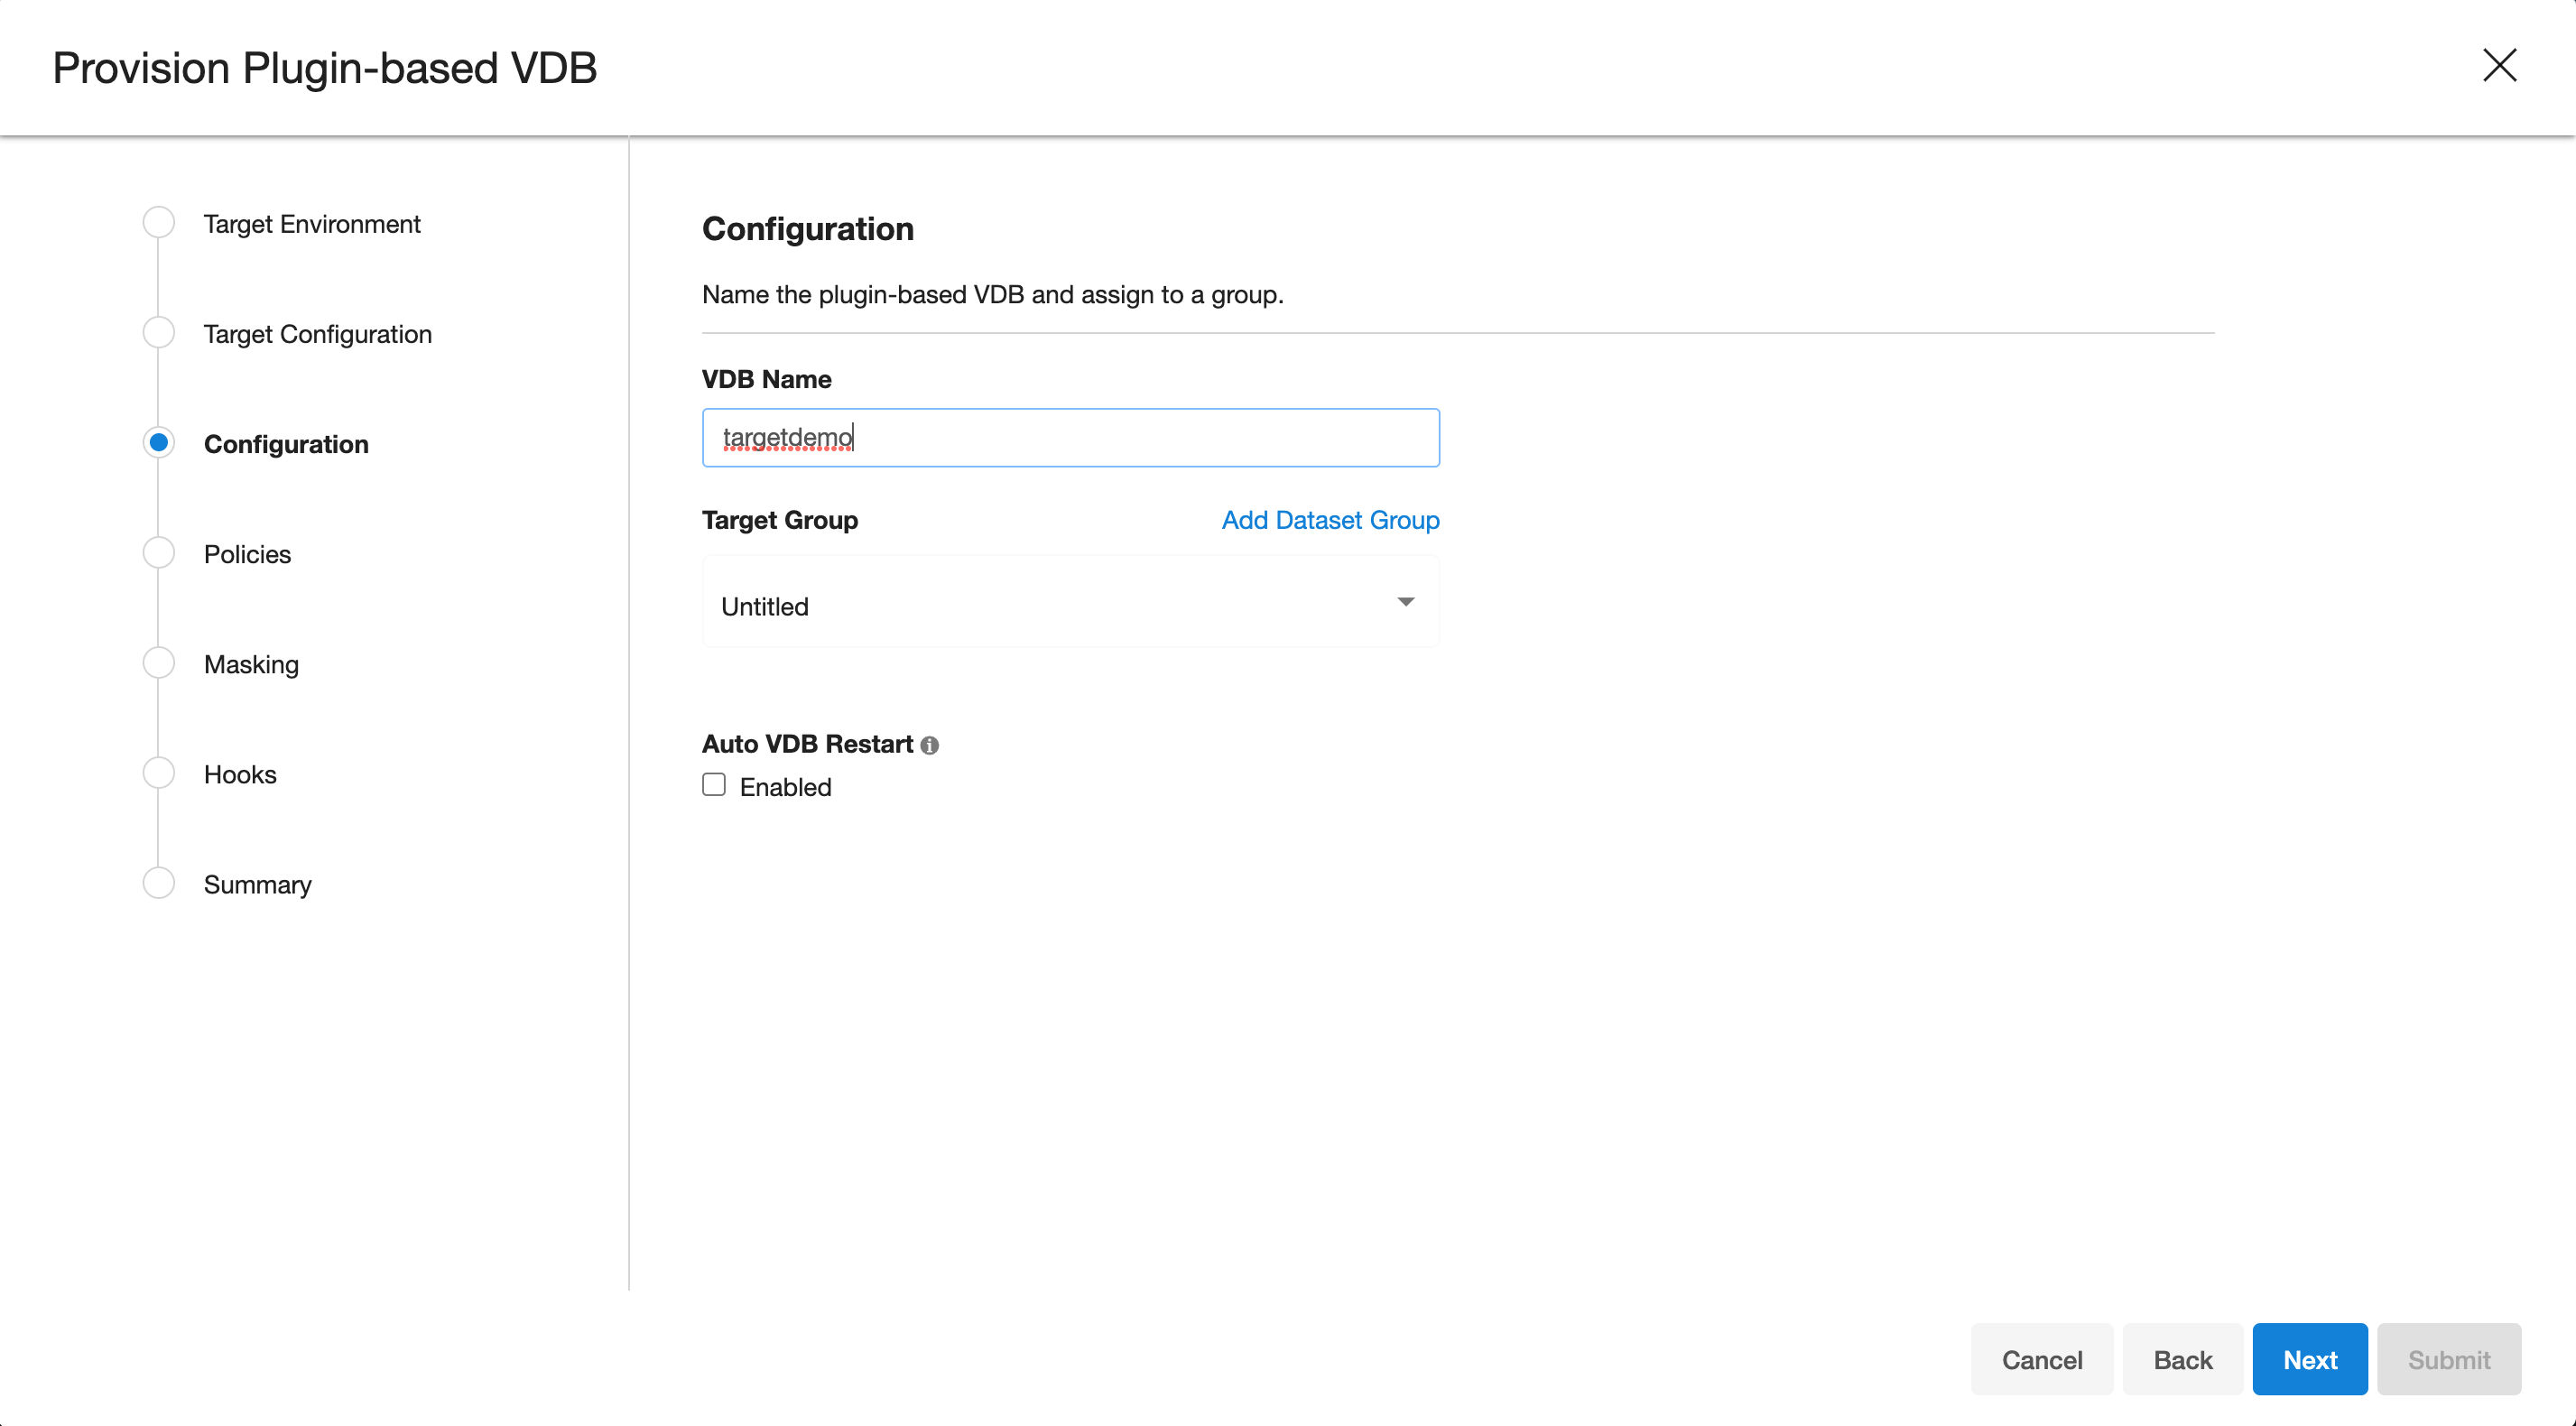 Provision Plugin-based VDB
Target Environment
Target Configuration
Configuration
Policies
Masking
Hooks
Summary
Configuration
Name the plugin-based VDB and assign to a group.
VDB Name
targetdemo
Target Group Add Dataset Group
Untitled
Auto VDB Restart
Enabled
Cancel Back Next Submit